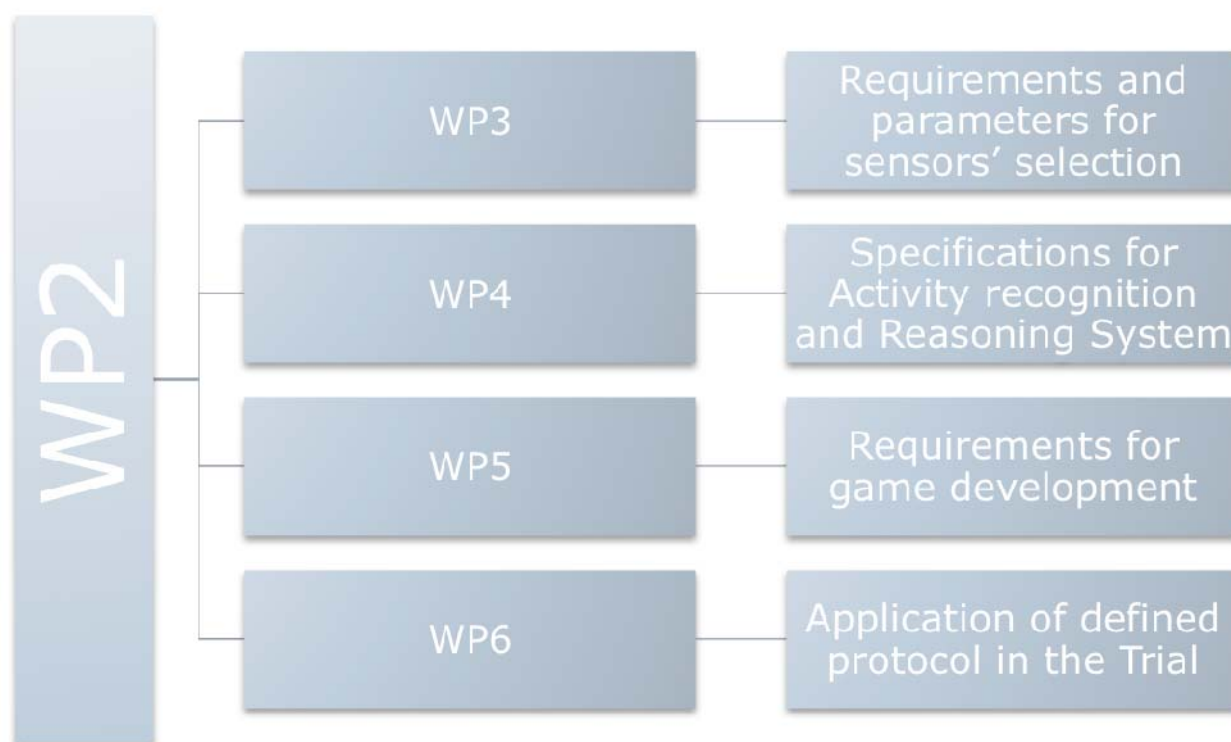 WP2
WP3
Requirements and
parameters for
sensors’ selection
WP4
Specifications for
Activity recognition
and Reasoning System
WP5
Requirements for
game development
WP6
Application of defined
protocol in the Trial